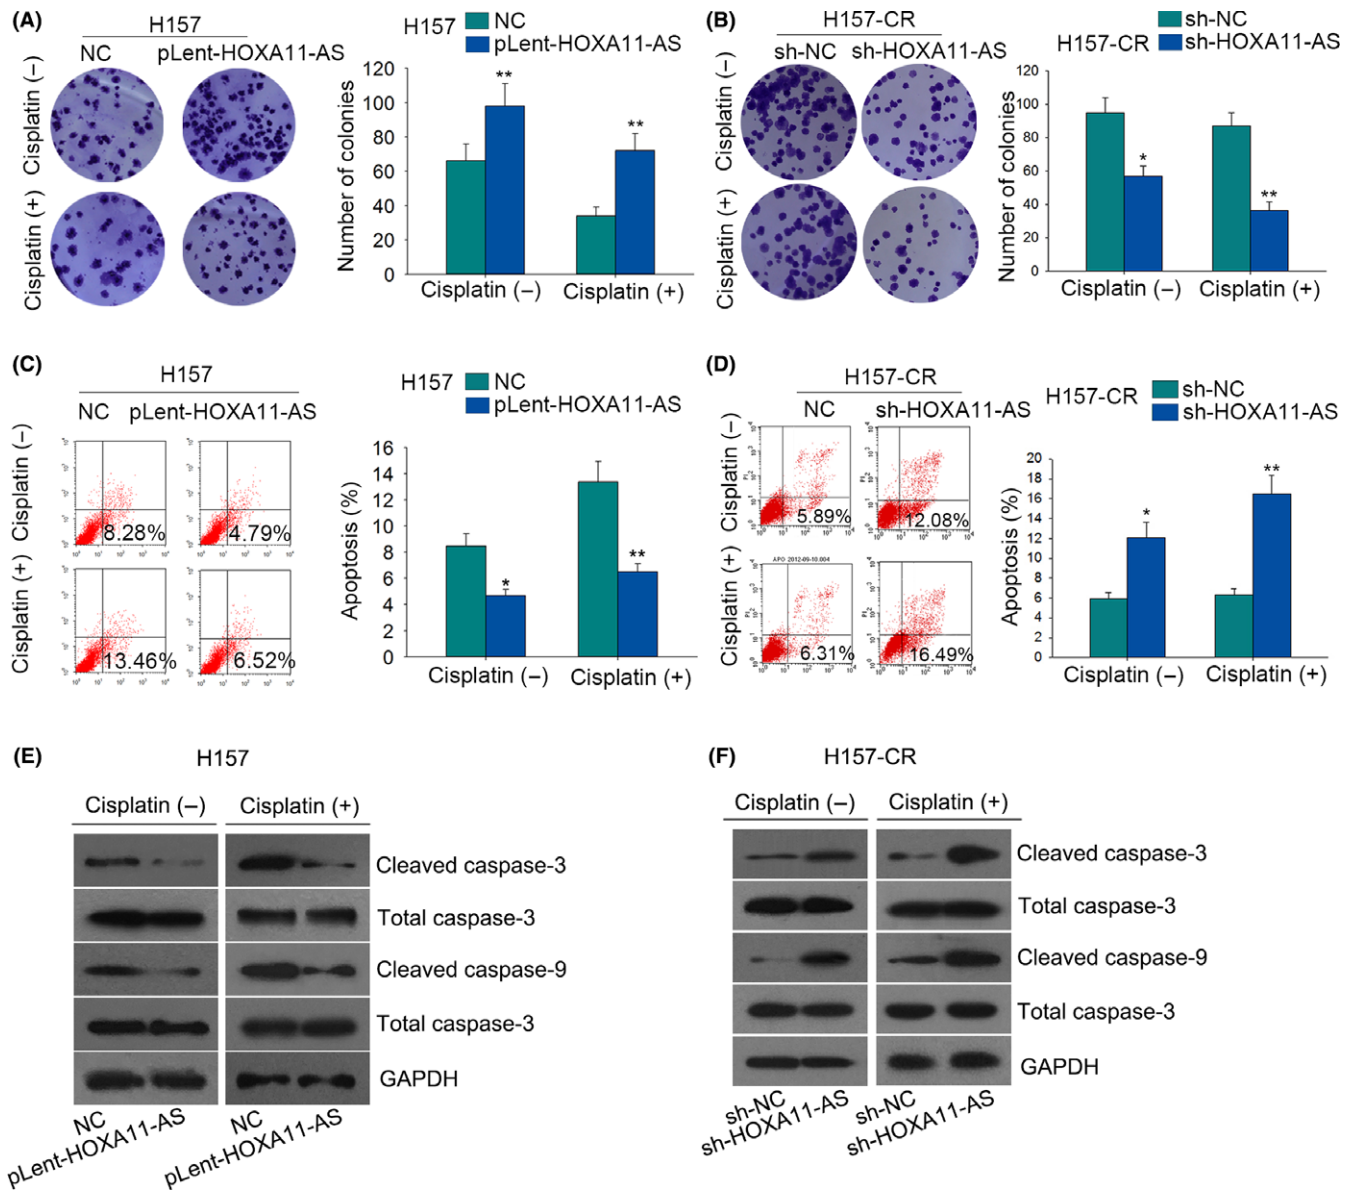 (A)
H157
NC pLent-HOXA11-AS
Cisplatin (–)
Cisplatin (+)
H157
NC
pLent-HOXA11-AS
Number of colonies
120
100
80
60
40
20
0
**
**
Cisplatin (–) Cisplatin (+)
(B)
H157-CR
sh-NC sh-HOXA11-AS
Cisplatin (–)
Cisplatin (+)
sh-NC
H157-CR sh-HOXA11-AS
Number of colonies
120
100
80
60
40
20
0
*
**
Cisplatin (–) Cisplatin (+)
(C)
H157
NC pLent-HOXA11-AS
Cisplatin (–)
8.28% 4.79%
Cisplatin (+)
13.46% 6.52%
H157
NC
pLent-HOXA11-AS
Apoptosis (%)
16
14
12
10
8
6
4
2
0
*
**
Cisplatin (–) Cisplatin (+)
(D)
H157-CR
NC sh-HOXA11-AS
Cisplatin (–)
5.89% 12.08%
Cisplatin (+)
APO 2012-09-10.004
6.31% 16.49%
H157-CR
sh-NC
sh-HOXA11-AS
Apoptosis (%)
20
18
16
14
12
10
8
6
4
2
0
*
**
Cisplatin (–) Cisplatin (+)
(E)
H157
Cisplatin (–) Cisplatin (+)
Cleaved caspase-3
Total caspase-3
Cleaved caspase-9
Total caspase-3
GAPDH
NC
pLent-HOXA11-AS
NC
pLent-HOXA11-AS
(F)
H157-CR
Cisplatin (–) Cisplatin (+)
Cleaved caspase-3
Total caspase-3
Cleaved caspase-9
Total caspase-3
GAPDH
sh-NC
sh-HOXA11-AS
sh-NC
sh-HOXA11-AS